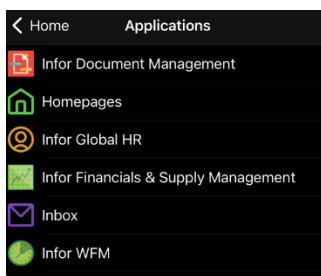 Home Applications
Infor Document Management
Homepages
Infor Global HR
Infor Financials & Supply Management
Inbox
Infor WFM